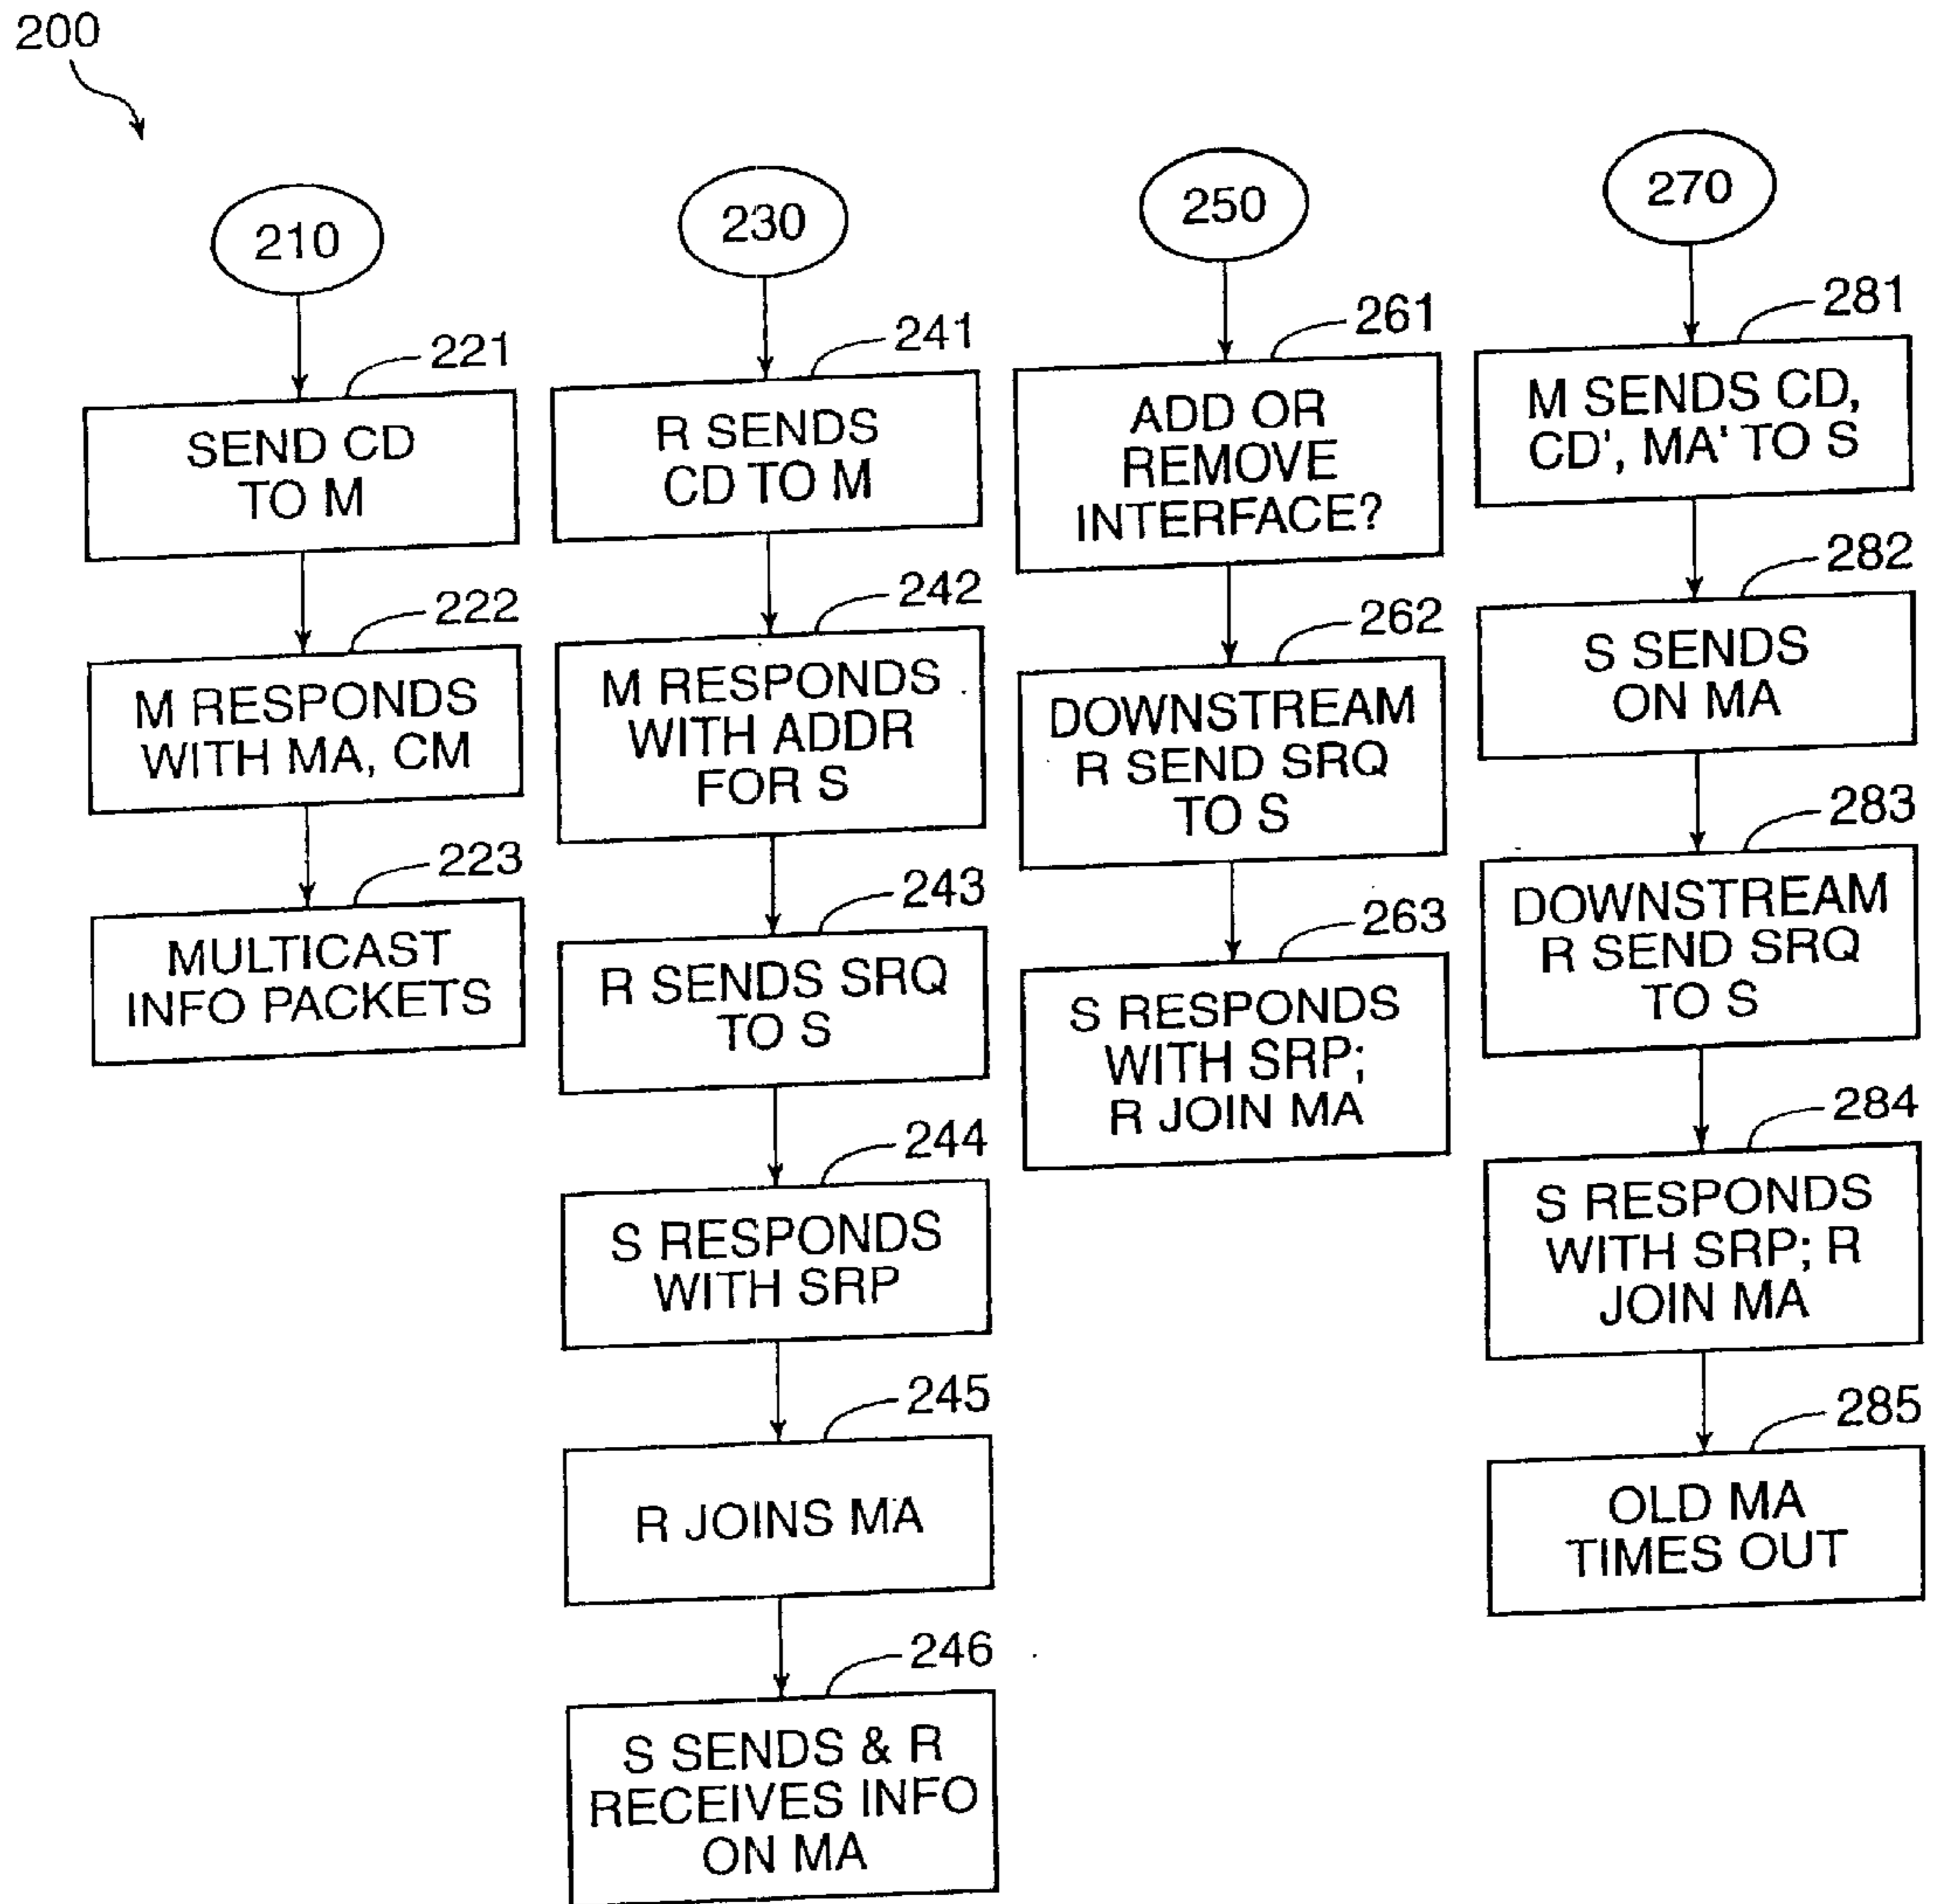 200
210
221
SEND CD
TO M
222
M RESPONDS
WITH MA, CM
223
MULTICAST
INFO PACKETS
230
241
R SENDS
CD TO M
242
M RESPONDS
WITH ADDR
FOR S
243
R SENDS SRQ
TO S
244
S RESPONDS
WITH SRP
245
R JOINS MA
246
S SENDS & R
RECEIVES INFO
ON MA
250
261
ADD OR
REMOVE
INTERFACE?
262
DOWNSTREAM
R SEND SRQ
TO S
263
S RESPONDS
WITH SRP;
R JOIN MA
270
281
M SENDS CD,
CD', MA' TO S
282
S SENDS
ON MA
283
DOWNSTREAM
R SEND SRQ
TO S
284
S RESPONDS
WITH SRP; R
JOIN MA
285
OLD MA
TIMES OUT